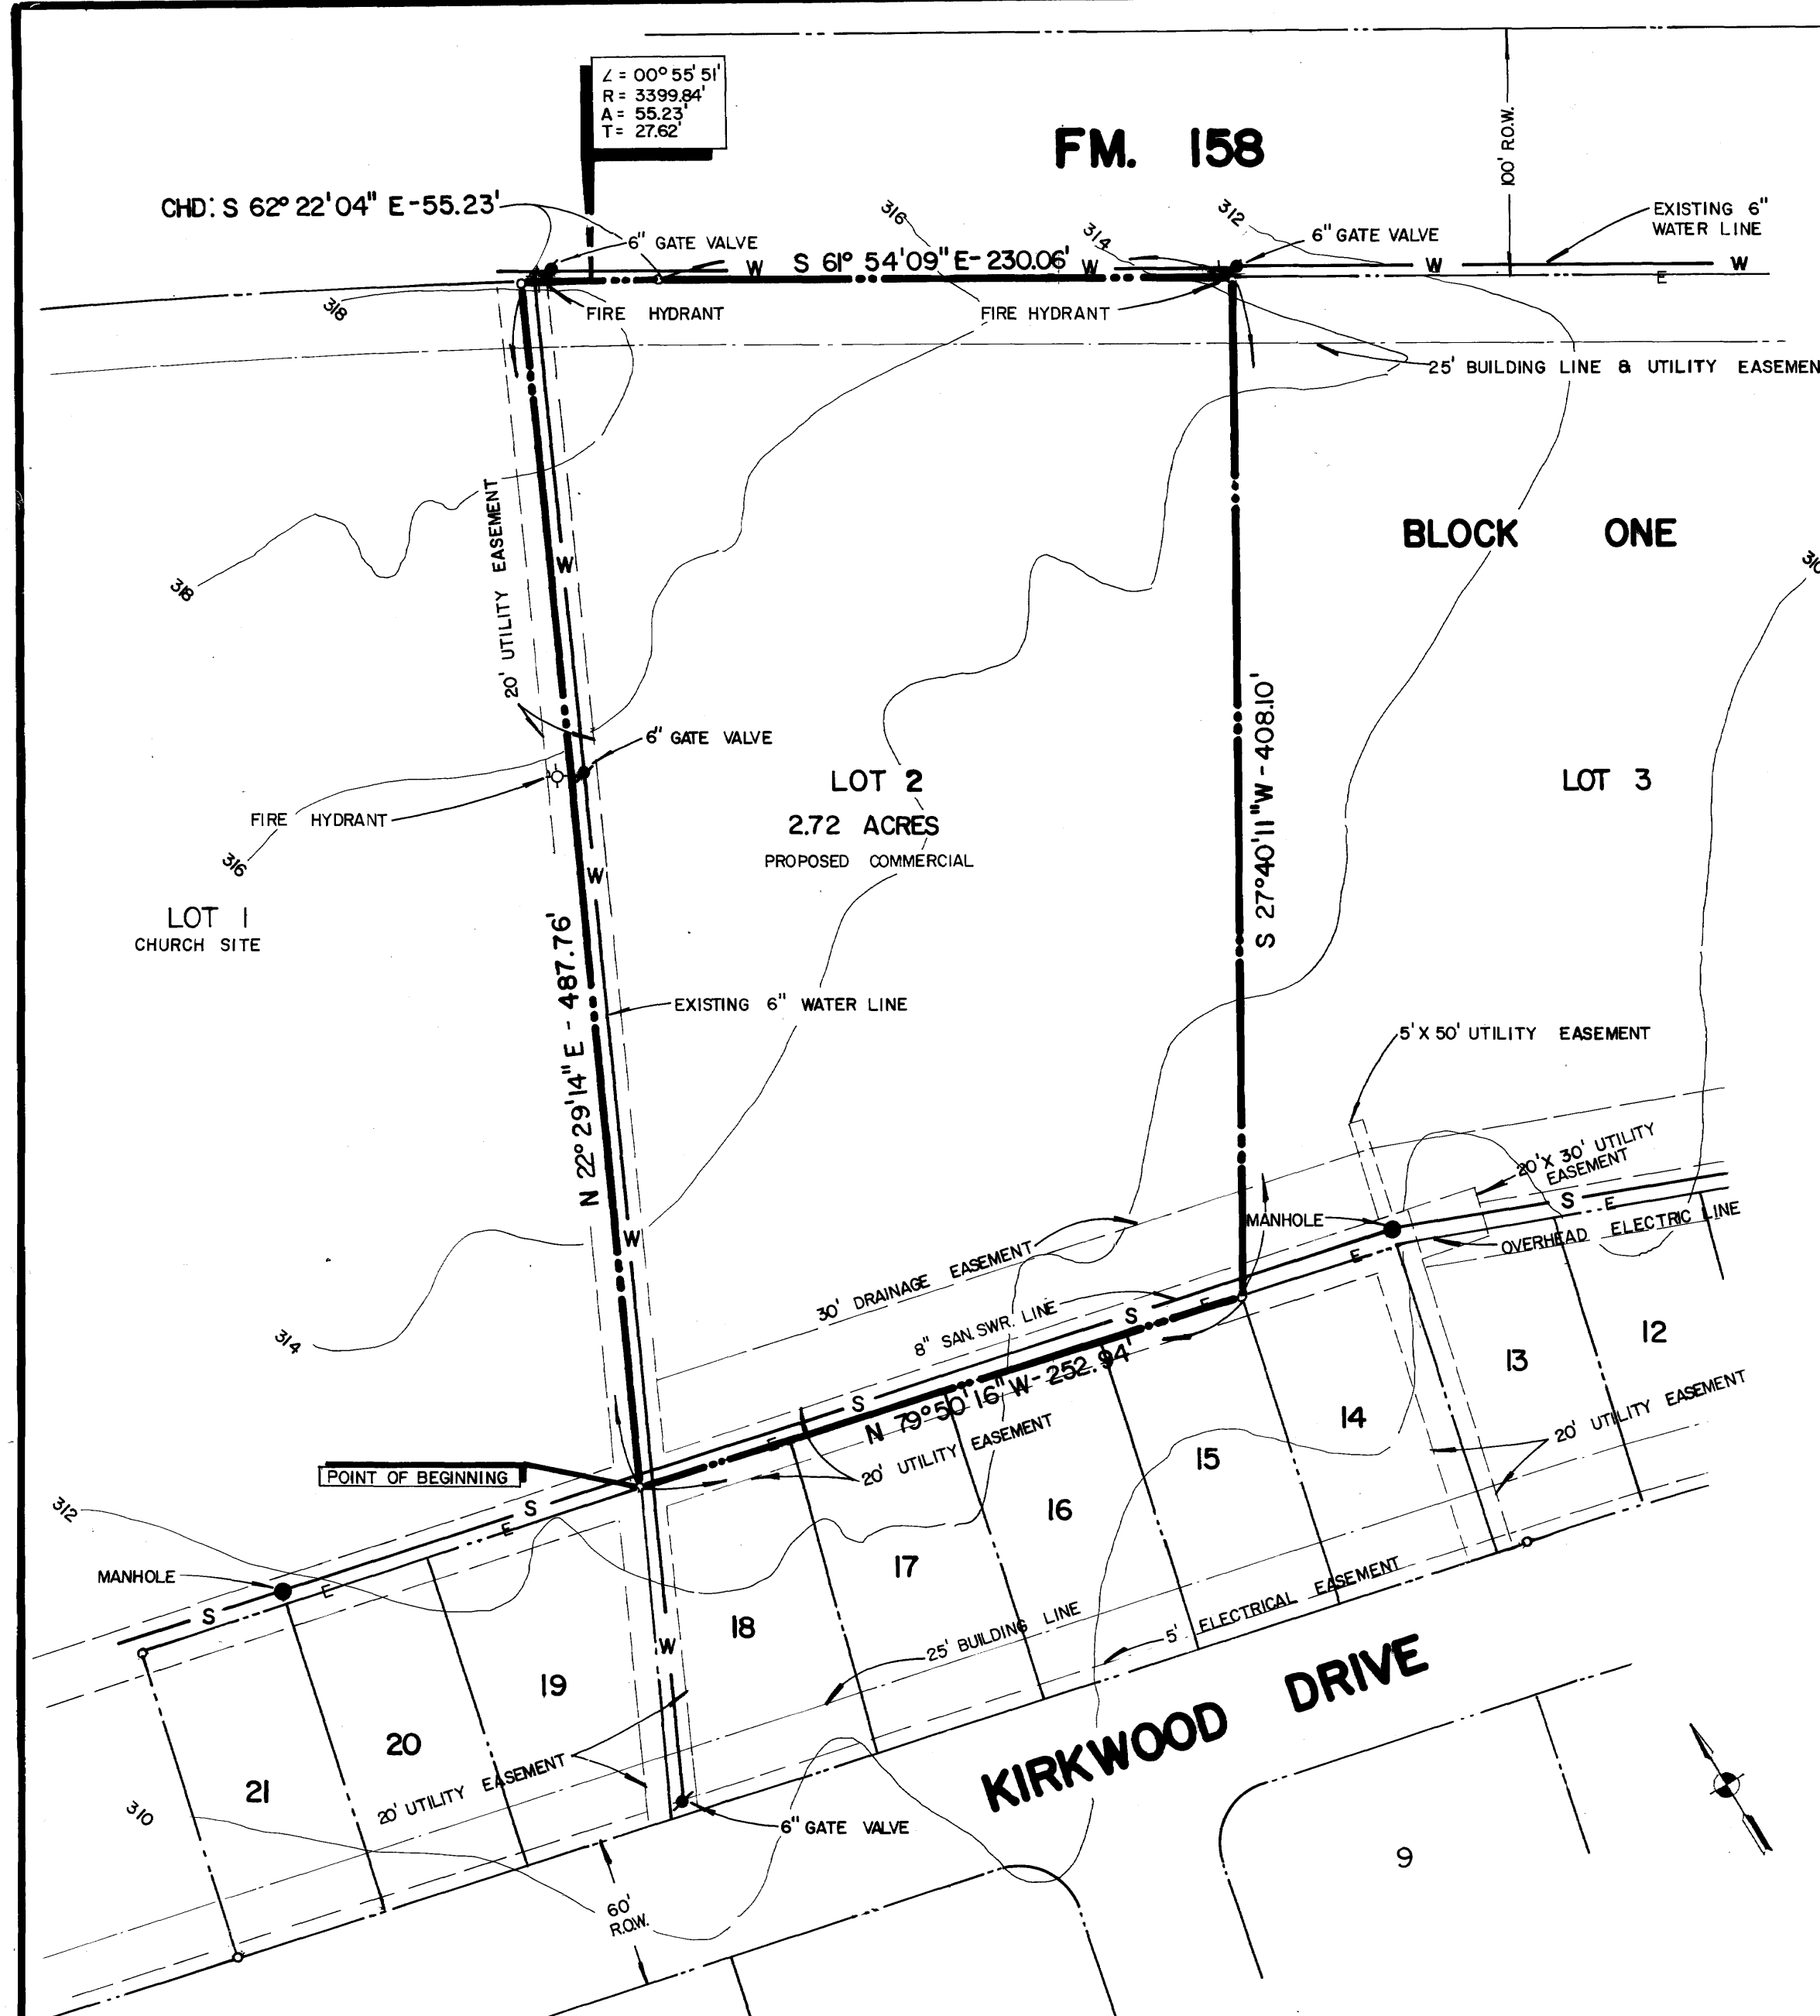 ∠ = 00° 55' 51'
R = 3399.84'
A = 55.23'
T = 27.62'
FM. 158
100' R.O.W.
CHD: S 62° 22' 04" E - 55.23'
316
314
312
EXISTING 6"
WATER LINE
6" GATE VALVE
6" GATE VALVE
W
S 61° 54' 09" E - 230.06'
W
W
W
E
318
FIRE HYDRANT
FIRE HYDRANT
25' BUILDING LINE & UTILITY EASEMEN
20' UTILITY EASEMENT
BLOCK ONE
W
318
310
S 27° 40' 11" W - 408.10'
6" GATE VALVE
LOT 2
LOT 3
2.72 ACRES
PROPOSED COMMERCIAL
FIRE HYDRANT
316
W
LOT 1
CHURCH SITE
N 22° 29' 14" E - 487.76'
EXISTING 6" WATER LINE
5' X 50' UTILITY EASEMENT
20' X 30' UTILITY
EASEMENT
S
E
MANHOLE
W
OVERHEAD ELECTRIC LINE
E
30' DRAINAGE EASEMENT
8" SAN. SWR. LINE
S
E
314
12
13
14
N 79° 50' 16" W - 252.94'
S
E
20' UTILITY EASEMENT
20' UTILITY EASEMENT
15
POINT OF BEGINNING
312
S
E
16
17
MANHOLE
E
S
18
W
5' ELECTRICAL EASEMENT
25' BUILDING LINE
19
KIRKWOOD DRIVE
20
21
20' UTILITY EASEMENT
310
6" GATE VALVE
9
60'
R.O.W.